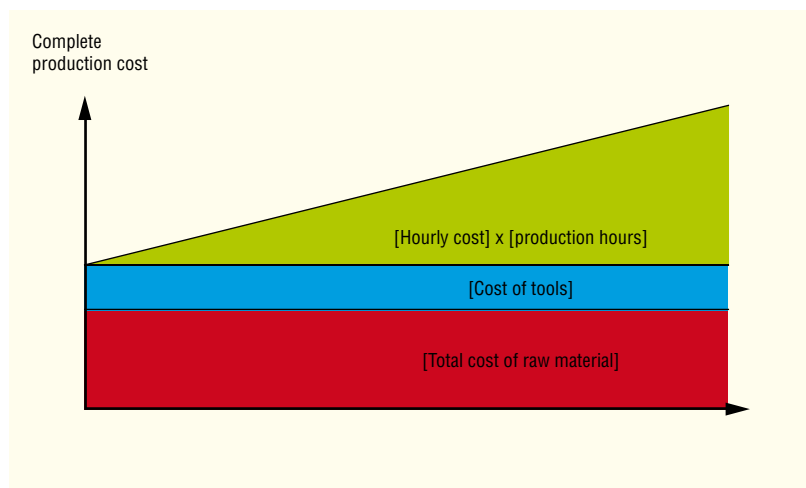 Complete
production cost
[Hourly cost] x [production hours]
[Cost of tools]
[Total cost of raw material]